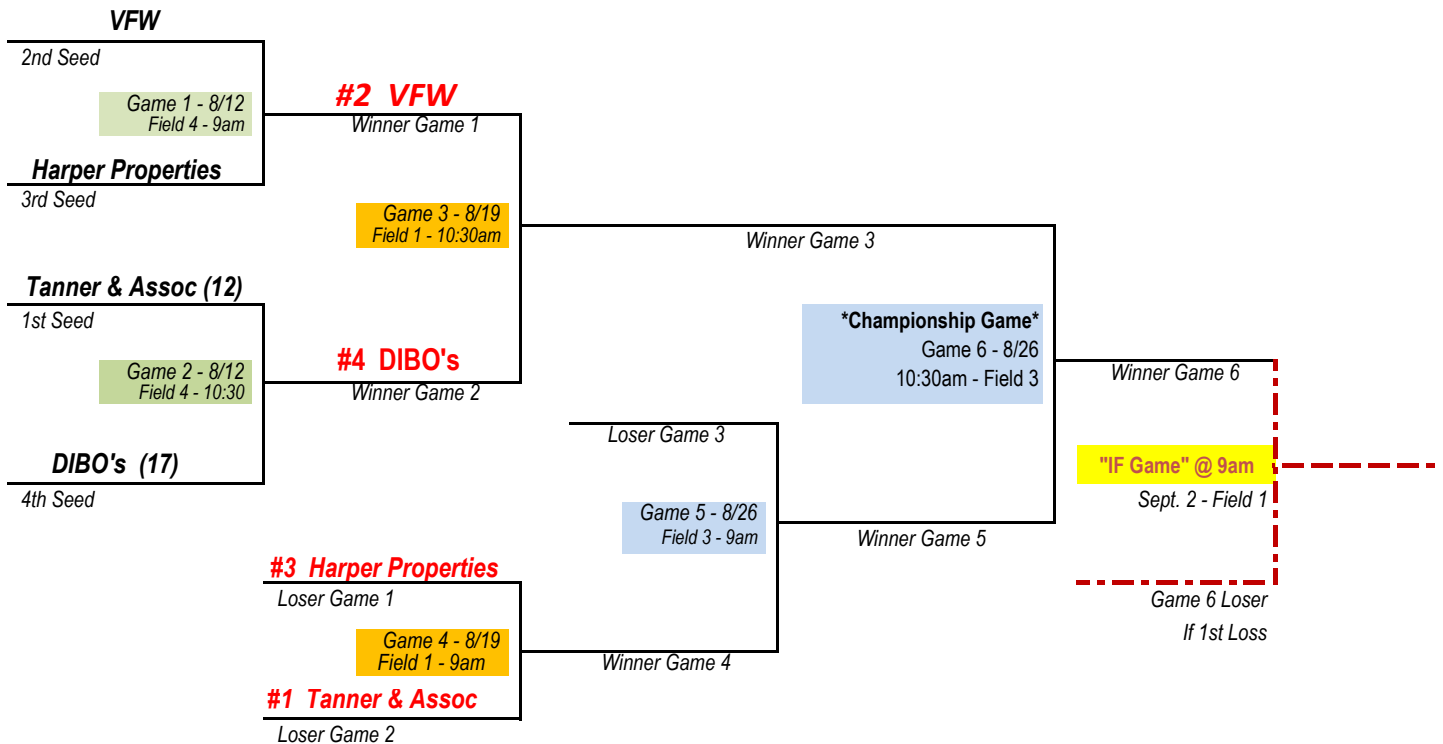 VFW
2nd Seed
Game 1 - 8/12
Field 4 - 9am
#2 VFW
Winner Game 1
Harper Properties
3rd Seed
Game 3 - 8/19
Field 1 - 10:30am
Winner Game 3
Tanner & Assoc (12)
1st Seed
*Championship Game*
Game 6 - 8/26
10:30am - Field 3
Game 2 - 8/12
Field 4 - 10:30
#4 DIBO's
Winner Game 2
Winner Game 6
Loser Game 3
DIBO's (17)
4th Seed
"IF Game" @ 9am
Sept. 2 - Field 1
Game 5 - 8/26
Field 3 - 9am
Winner Game 5
#3 Harper Properties
Loser Game 1
Game 6 Loser
If 1st Loss
Game 4 - 8/19
Field 1 - 9am
Winner Game 4
#1 Tanner & Assoc
Loser Game 2